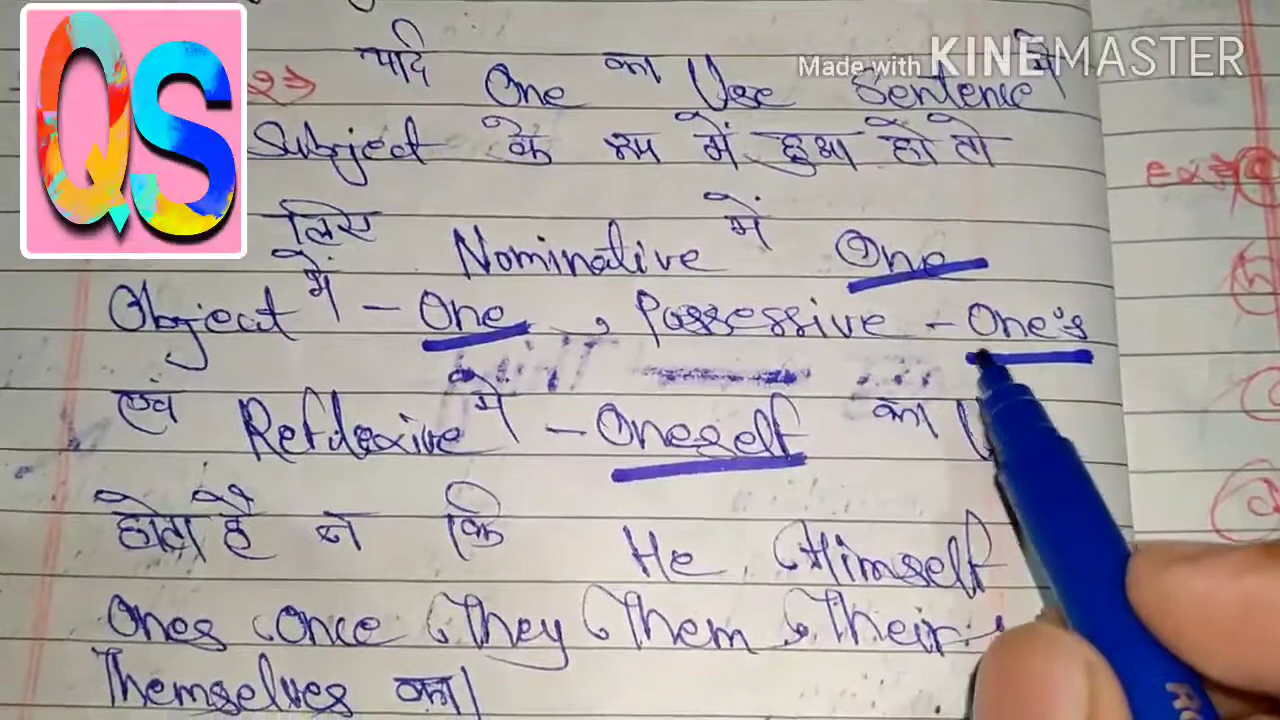 QS
Made with KINEMASTER
2⇒ यदि One का Use Sentence में
Subject के रूप में हुआ हो तो
लिए Nominative में One
Object में - One , Possessive - One's
एवं Reflexive में - Oneself का U
होता है न कि He, Himself
Ones, Once, They, Them, Their,
Themselves का।